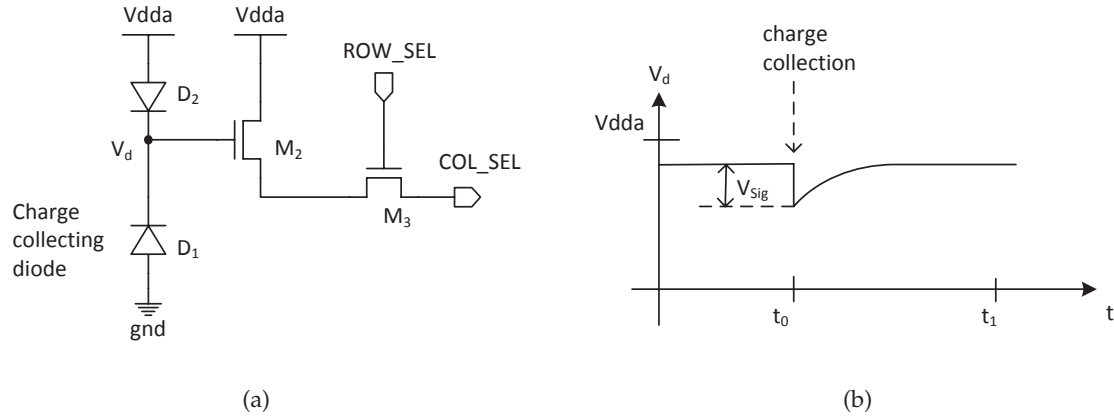 Vdda
Vdda
ROW_SEL
D2
Vd
M2
COL_SEL
M3
Charge
collecting
diode
D1
gnd
(a)
charge
collection
Vd
Vdda
VSig
t0
t1
t
(b)